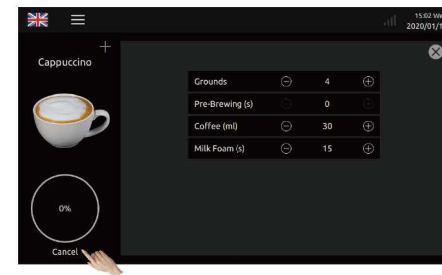 15:02 We
2020/01/1
Cappuccino
Grounds 4
Pre-Brewing (s) 0
Coffee (ml) 30
Milk Foam (s) 15
0%
Cancel